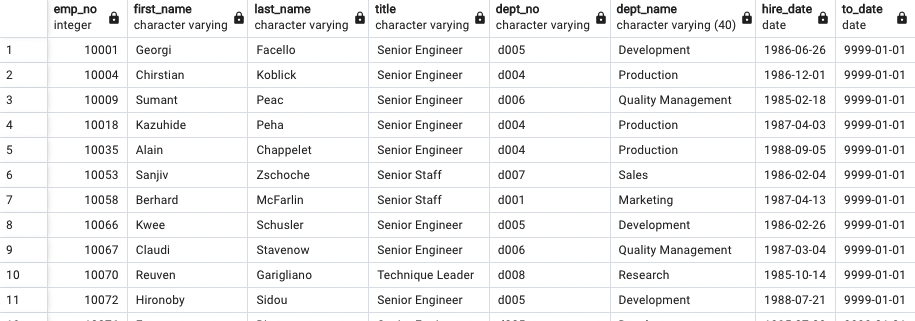 emp_no first_name last_name title dept_no dept_name hire_date to_date
integer character varying character varying character varying character varying character varying (40) date date
1 10001 Georgi Facello Senior Engineer d005 Development 1986-06-26 9999-01-01
2 10004 Chirstian Koblick Senior Engineer d004 Production 1986-12-01 9999-01-01
3 10009 Sumant Peac Senior Engineer d006 Quality Management 1985-02-18 9999-01-01
4 10018 Kazuhide Peha Senior Engineer d004 Production 1987-04-03 9999-01-01
5 10035 Alain Chappelet Senior Engineer d004 Production 1988-09-05 9999-01-01
6 10053 Sanjiv Zschoche Senior Staff d007 Sales 1986-02-04 9999-01-01
7 10058 Berhard McFarlin Senior Staff d001 Marketing 1987-04-13 9999-01-01
8 10066 Kwee Schusler Senior Engineer d005 Development 1986-02-26 9999-01-01
9 10067 Claudi Stavenow Senior Engineer d006 Quality Management 1987-03-04 9999-01-01
10 10070 Reuven Garigliano Technique Leader d008 Research 1985-10-14 9999-01-01
11 10072 Hironoby Sidou Senior Engineer d005 Development 1988-07-21 9999-01-01